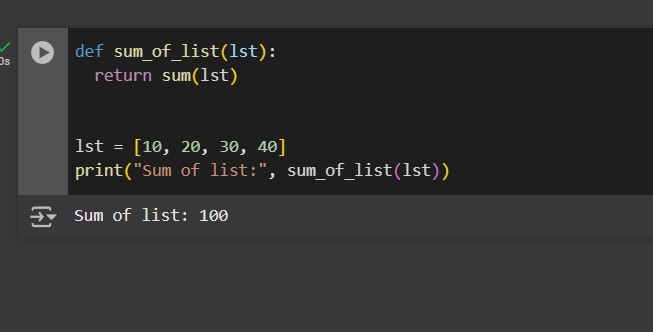 def sum_of_list(lst):
  return sum(lst)
lst = [10, 20, 30, 40]
print("Sum of list:", sum_of_list(lst))
0s
Sum of list: 100